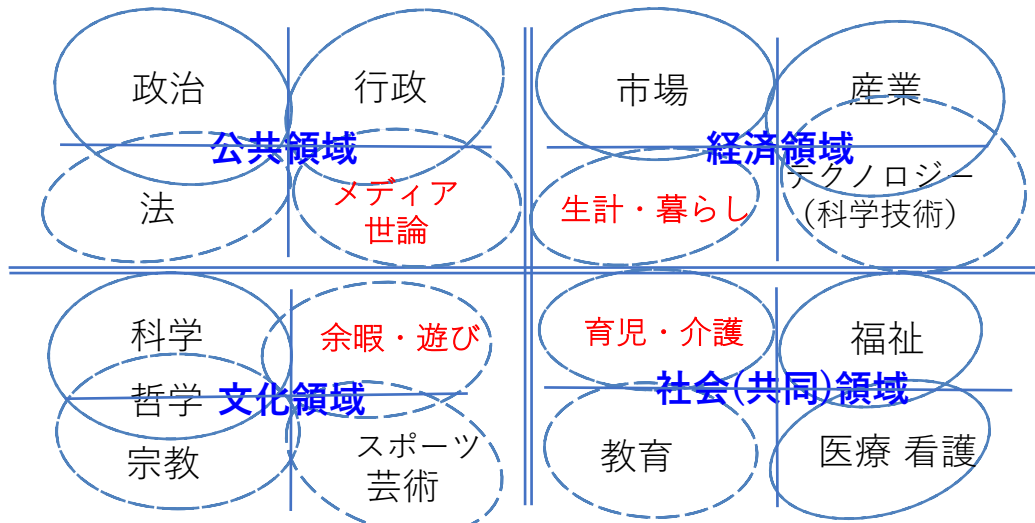 政治
行政
公共領域
法
メディア
世論
市場
産業
経済領域
生計・暮らし
テクノロジー
(科学技術)
科学
余暇・遊び
哲学
文化領域
宗教
スポーツ
芸術
育児・介護
福祉
社会(共同)領域
教育
医療 看護